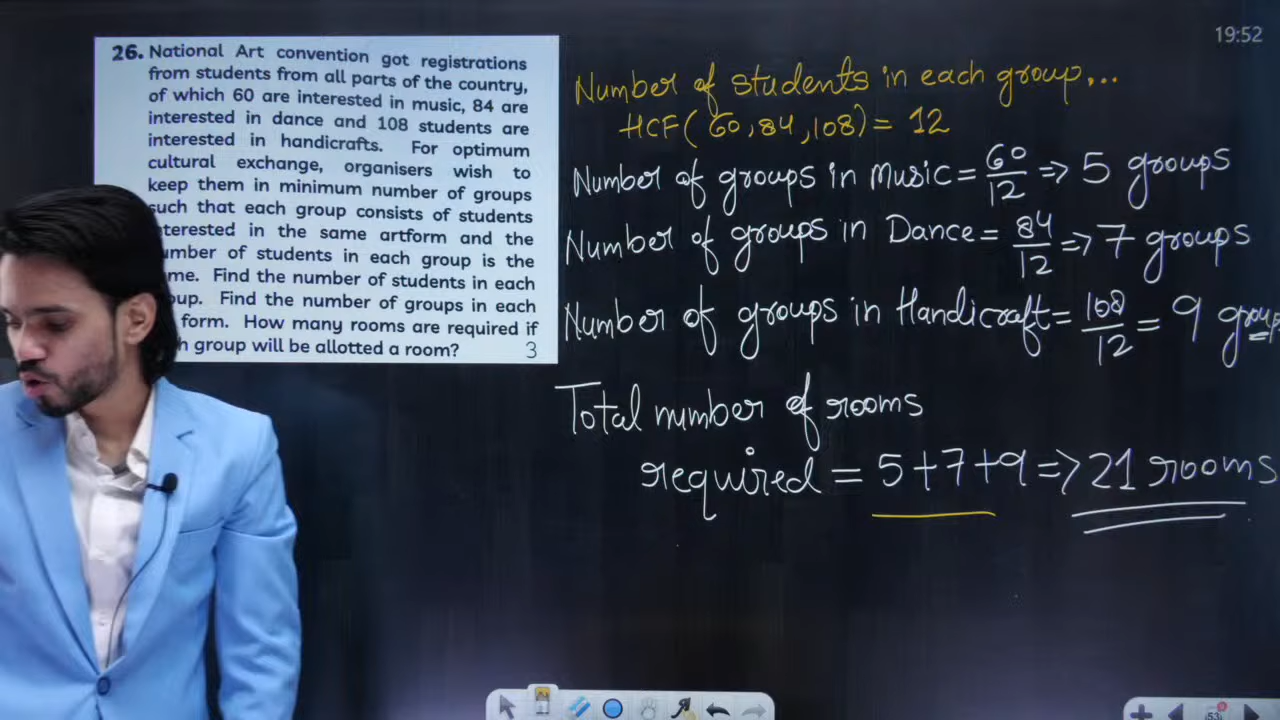 19:52
26. National Art convention got registrations
from students from all parts of the country,
of which 60 are interested in music, 84 are
interested in dance and 108 students are
interested in handicrafts. For optimum
cultural exchange, organisers wish to
keep them in minimum number of groups
such that each group consists of students
nterested in the same artform and the
umber of students in each group is the
me. Find the number of students in each
oup. Find the number of groups in each
form. How many rooms are required if
h group will be allotted a room? 3
Number of students in each group...
HCF(60,84,108) = 12
Number of groups in Music = 60/12 => 5 groups
Number of groups in Dance = 84/12 => 7 groups
Number of groups in Handicraft = 108/12 = 9 group
Total number of rooms
required = 5+7+9 => 21 rooms
53